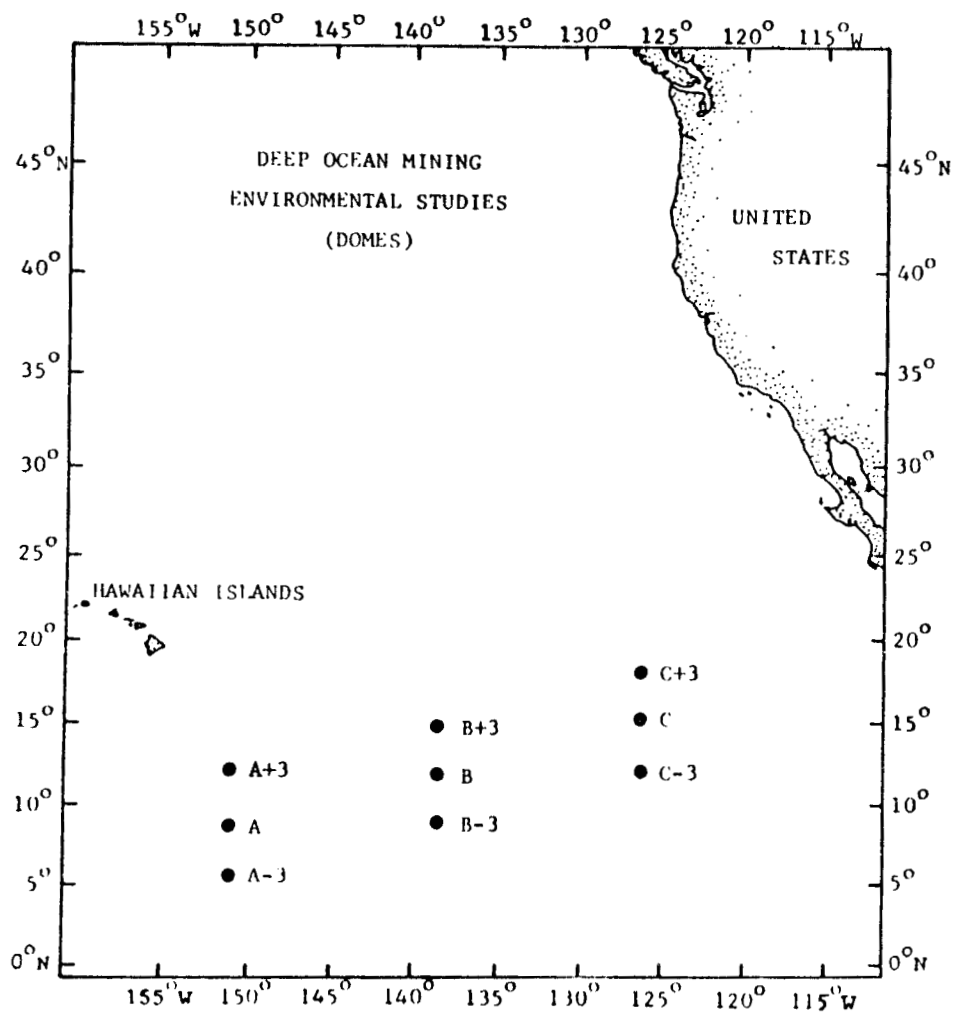 155°W 150° 145° 140° 135° 130° 125° 120° 115°W
DEEP OCEAN MINING
ENVIRONMENTAL STUDIES
(DOMES)
UNITED
STATES
45°N 45°N
40° 40°
35° 35°
30° 30°
25° 25°
HAWAIIAN ISLANDS
20° 20°
C+3
15° C 15°
B+3
A+3 B C-3
10° 10°
A B-3
A-3
5° 5°
0°N 0°N
155°W 150° 145° 140° 135° 130° 125° 120° 115°W